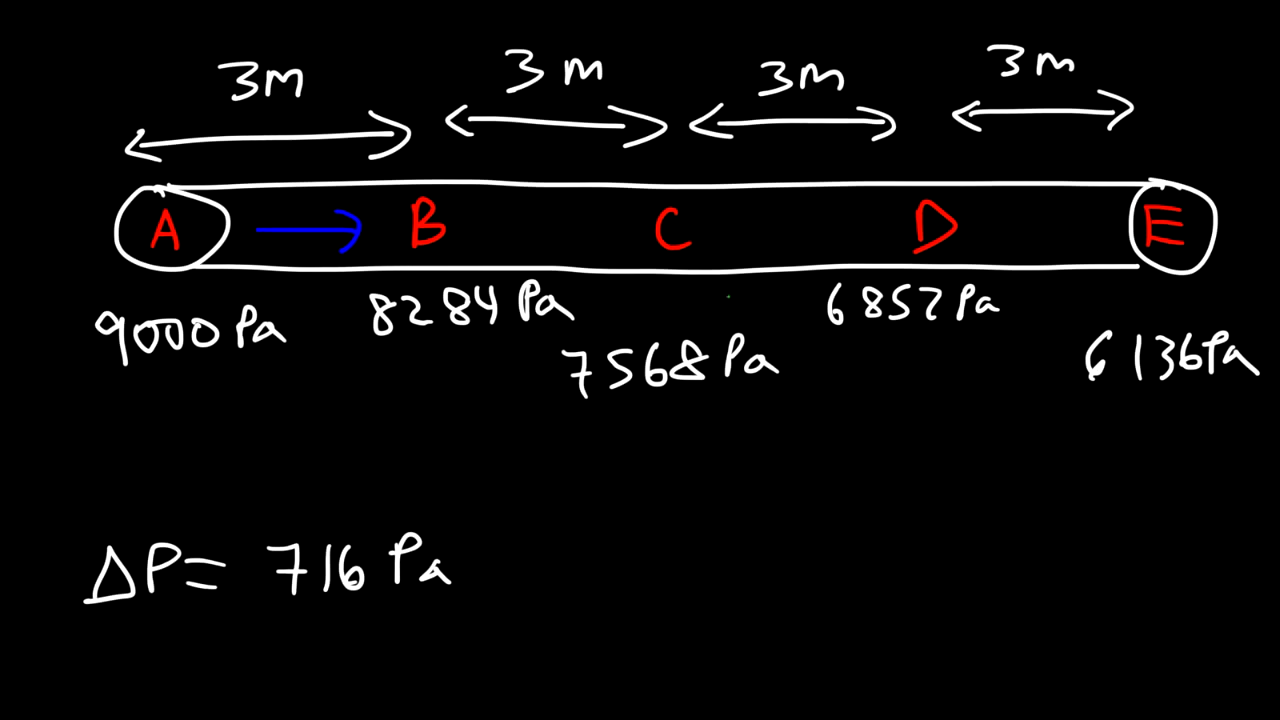 3m 3m 3m 3m
A B C D E
9000 Pa 8284 Pa 7568 Pa 6852 Pa 6136 Pa
ΔP = 716 Pa